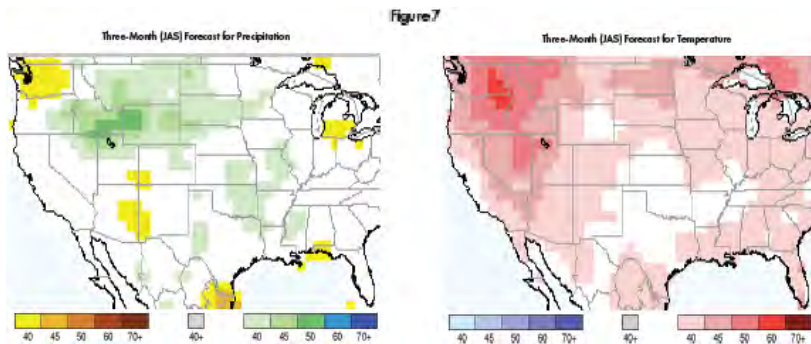 Figure 7
Three-Month (JAS) Forecast for Precipitation
Three-Month (JAS) Forecast for Temperature
40 45 50 60 70+
40+
40 45 50 60 70+
40 45 50 60 70+
40+
40 45 50 60 70+